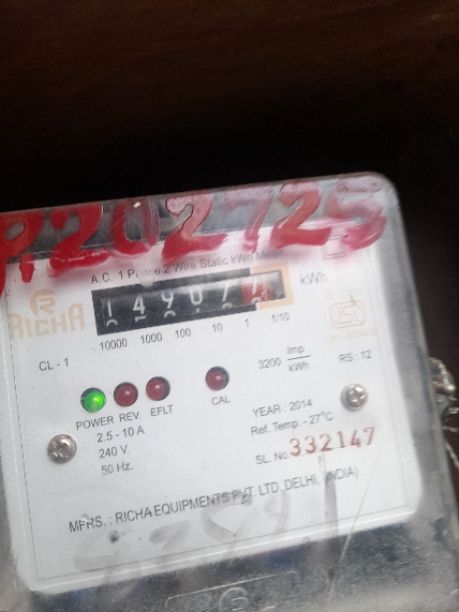 P.202725
A.C. 1 Phase 2 Wire Static kWh Meter
RICHA
149071
kWh
10000 1000 100 10 1 1/10
CL - 1
3200 Imp/kWh
RS : 12
POWER REV EFLT CAL
2.5 - 10 A
240 V.
50 Hz.
YEAR : 2014
Ref. Temp. - 27°C
SL. No. 332147
MFRS. : RICHA EQUIPMENTS PVT. LTD. DELHI. (INDIA)